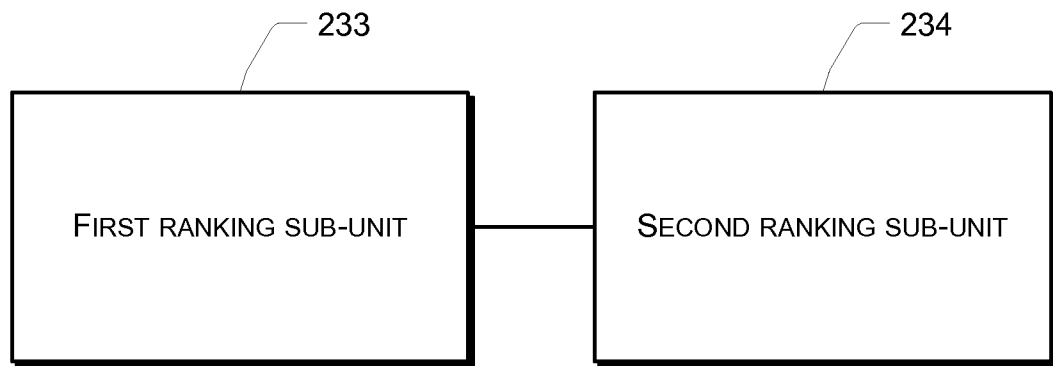 233
234
FIRST RANKING SUB-UNIT
SECOND RANKING SUB-UNIT